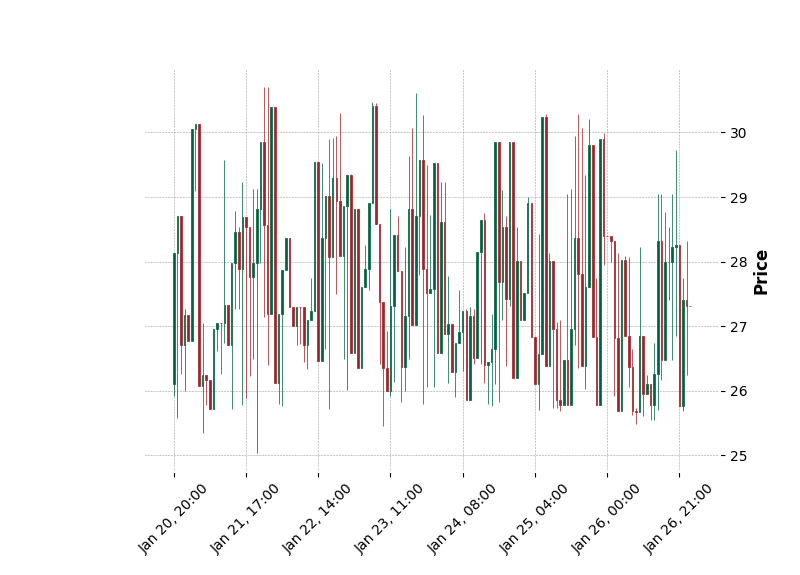 30
29
28
27
26
25
Price
Jan 20, 20:00
Jan 21, 17:00
Jan 22, 14:00
Jan 23, 11:00
Jan 24, 08:00
Jan 25, 04:00
Jan 26, 00:00
Jan 26, 21:00